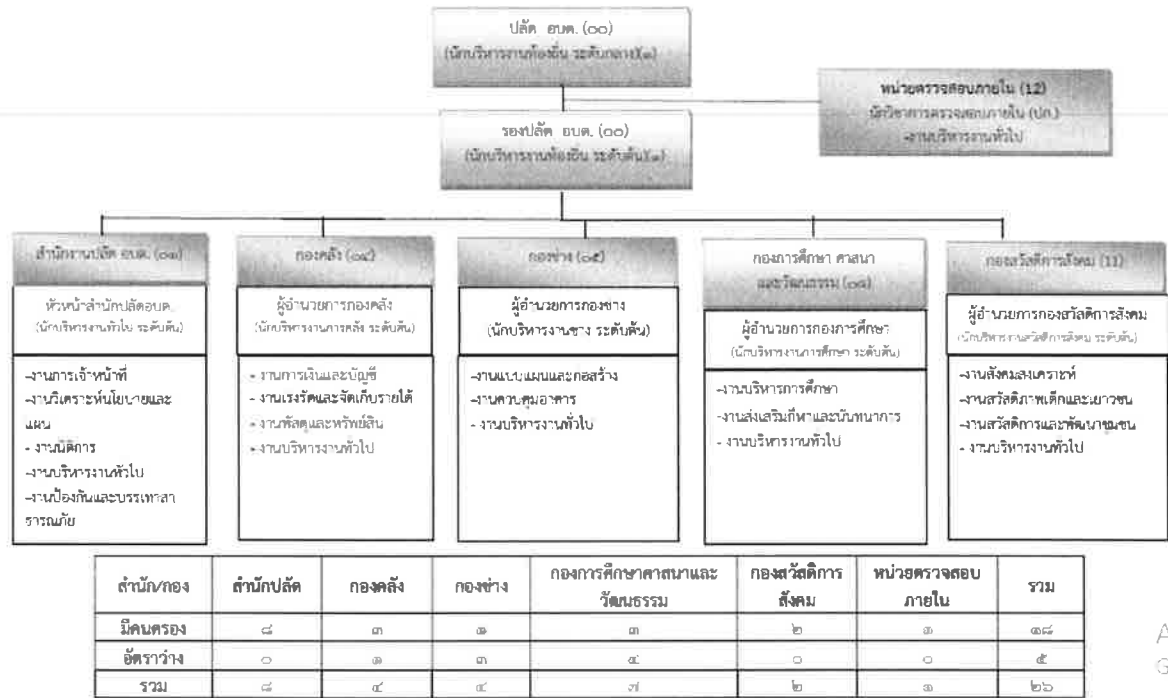 ปลัด อบต. (๐๐)
(นักบริหารงานท้องถิ่น ระดับกลาง)(๑)
หน่วยตรวจสอบภายใน (12)
นักวิชาการตรวจสอบภายใน (ปก.)
-งานบริหารงานทั่วไป
รองปลัด อบต. (๐๐)
(นักบริหารงานท้องถิ่น ระดับต้น)(๑)
สำนักงานปลัด อบต. (๐๑)
หัวหน้าสำนักปลัดอบต.
(นักบริหารงานทั่วไป ระดับต้น)
-งานการเจ้าหน้าที่
-งานวิเคราะห์นโยบายและ
แผน
- งานนิติการ
-งานบริหารงานทั่วไป
-งานป้องกันและบรรเทาสา
ธารณภัย
กองคลัง (๐๔)
ผู้อำนวยการกองคลัง
(นักบริหารงานการคลัง ระดับต้น)
- งานการเงินและบัญชี
- งานเร่งรัดและจัดเก็บรายได้
- งานพัสดุและทรัพย์สิน
- งานบริหารงานทั่วไป
กองช่าง (๐๕)
ผู้อำนวยการกองช่าง
(นักบริหารงานช่าง ระดับต้น)
-งานแบบแผนและก่อสร้าง
-งานควบคุมอาคาร
- งานบริหารงานทั่วไป
กองการศึกษา ศาสนา
และวัฒนธรรม (๐๘)
ผู้อำนวยการกองการศึกษา
(นักบริหารงานการศึกษา ระดับต้น)
-งานบริหารการศึกษา
-งานส่งเสริมกีฬาและนันทนาการ
- งานบริหารงานทั่วไป
กองสวัสดิการสังคม (11)
ผู้อำนวยการกองสวัสดิการสังคม
(นักบริหารงานสวัสดิการสังคม ระดับต้น)
-งานสังคมสงเคราะห์
-งานสวัสดิภาพเด็กและเยาวชน
-งานสวัสดิการและพัฒนาชุมชน
- งานบริหารงานทั่วไป
สำนัก/กอง สำนักปลัด กองคลัง กองช่าง กองการศึกษาศาสนาและ กองสวัสดิการ หน่วยตรวจสอบ รวม
วัฒนธรรม สังคม ภายใน
มีคนครอง ๘ ๓ ๑ ๓ ๒ ๑ ๑๘
อัตราว่าง ๐ ๑ ๓ ๔ ๐ ๐ ๕
รวม ๘ ๔ ๔ ๗ ๒ ๑ ๒๖